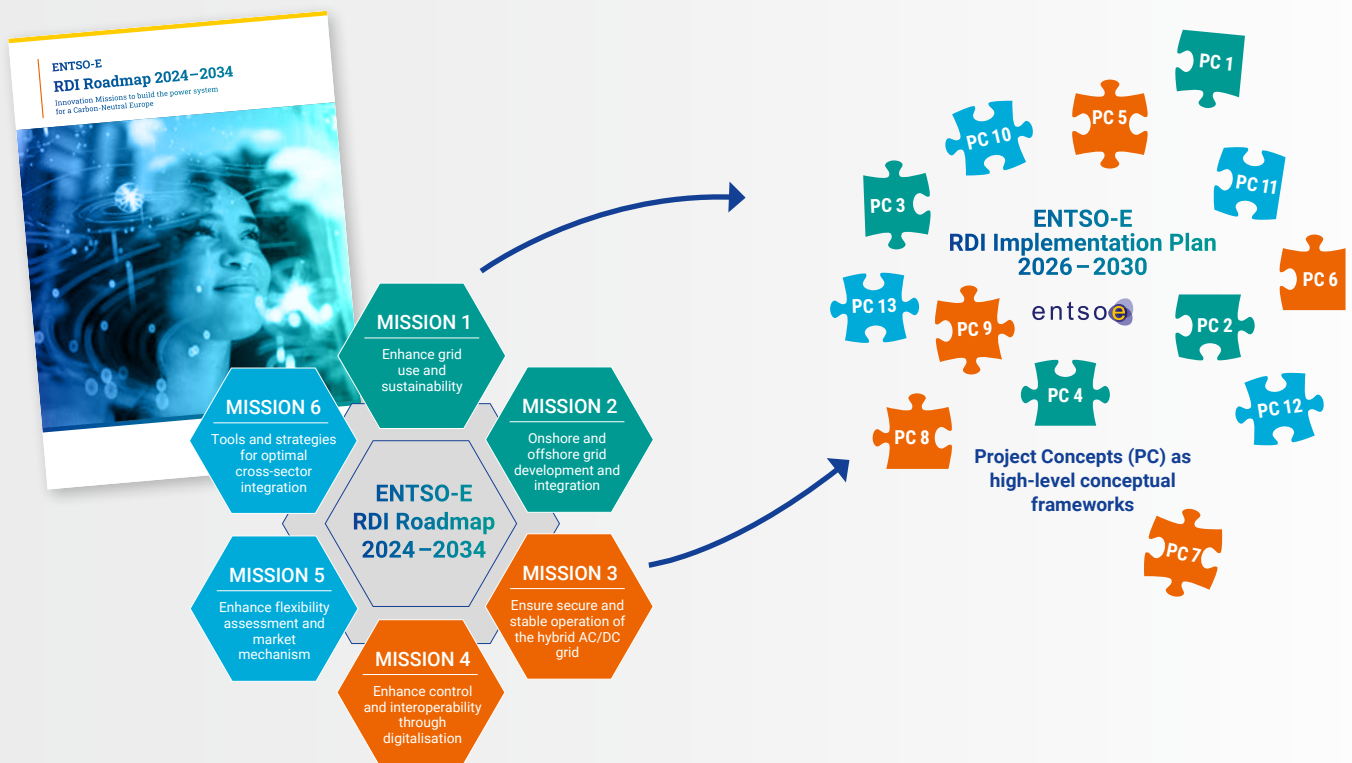 ENTSO-E
RDI Roadmap 2024–2034
Innovation Missions to build the power system
for a Carbon-Neutral Europe
MISSION 1
Enhance grid
use and
sustainability
MISSION 2
Onshore and
offshore grid
development and
integration
MISSION 3
Ensure secure and
stable operation of
the hybrid AC/DC
grid
MISSION 4
Enhance control
and interoperability
through
digitalisation
MISSION 5
Enhance flexibility
assessment and
market
mechanism
MISSION 6
Tools and strategies
for optimal
cross-sector
integration
ENTSO-E
RDI Roadmap
2024–2034
PC 1
PC 5
PC 10
PC 11
PC 3
ENTSO-E
RDI Implementation Plan
2026–2030
entsoe
PC 6
PC 13
PC 9
PC 2
PC 4
PC 12
PC 8
Project Concepts (PC) as
high-level conceptual
frameworks
PC 7